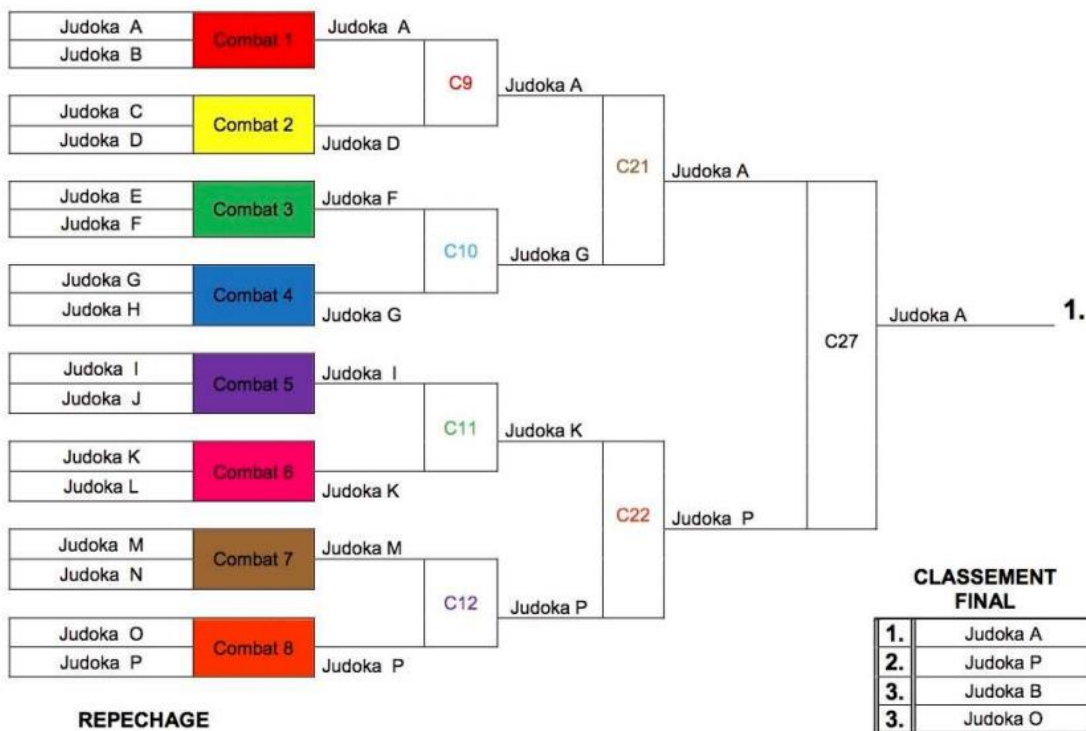 Judoka A
Combat 1
Judoka A
Judoka B
C9
Judoka A
Judoka C
Combat 2
Judoka D
Judoka D
C21
Judoka A
Judoka E
Combat 3
Judoka F
Judoka F
C10
Judoka G
Judoka G
Combat 4
Judoka H
Judoka G
C27
Judoka A
1.
Judoka I
Combat 5
Judoka I
Judoka J
C11
Judoka K
Judoka K
Combat 6
Judoka L
Judoka K
C22
Judoka P
Judoka M
Combat 7
Judoka M
Judoka N
C12
Judoka P
Judoka O
Combat 8
Judoka P
Judoka P
CLASSEMENT
FINAL
1. Judoka A
2. Judoka P
3. Judoka B
3. Judoka O
REPECHAGE